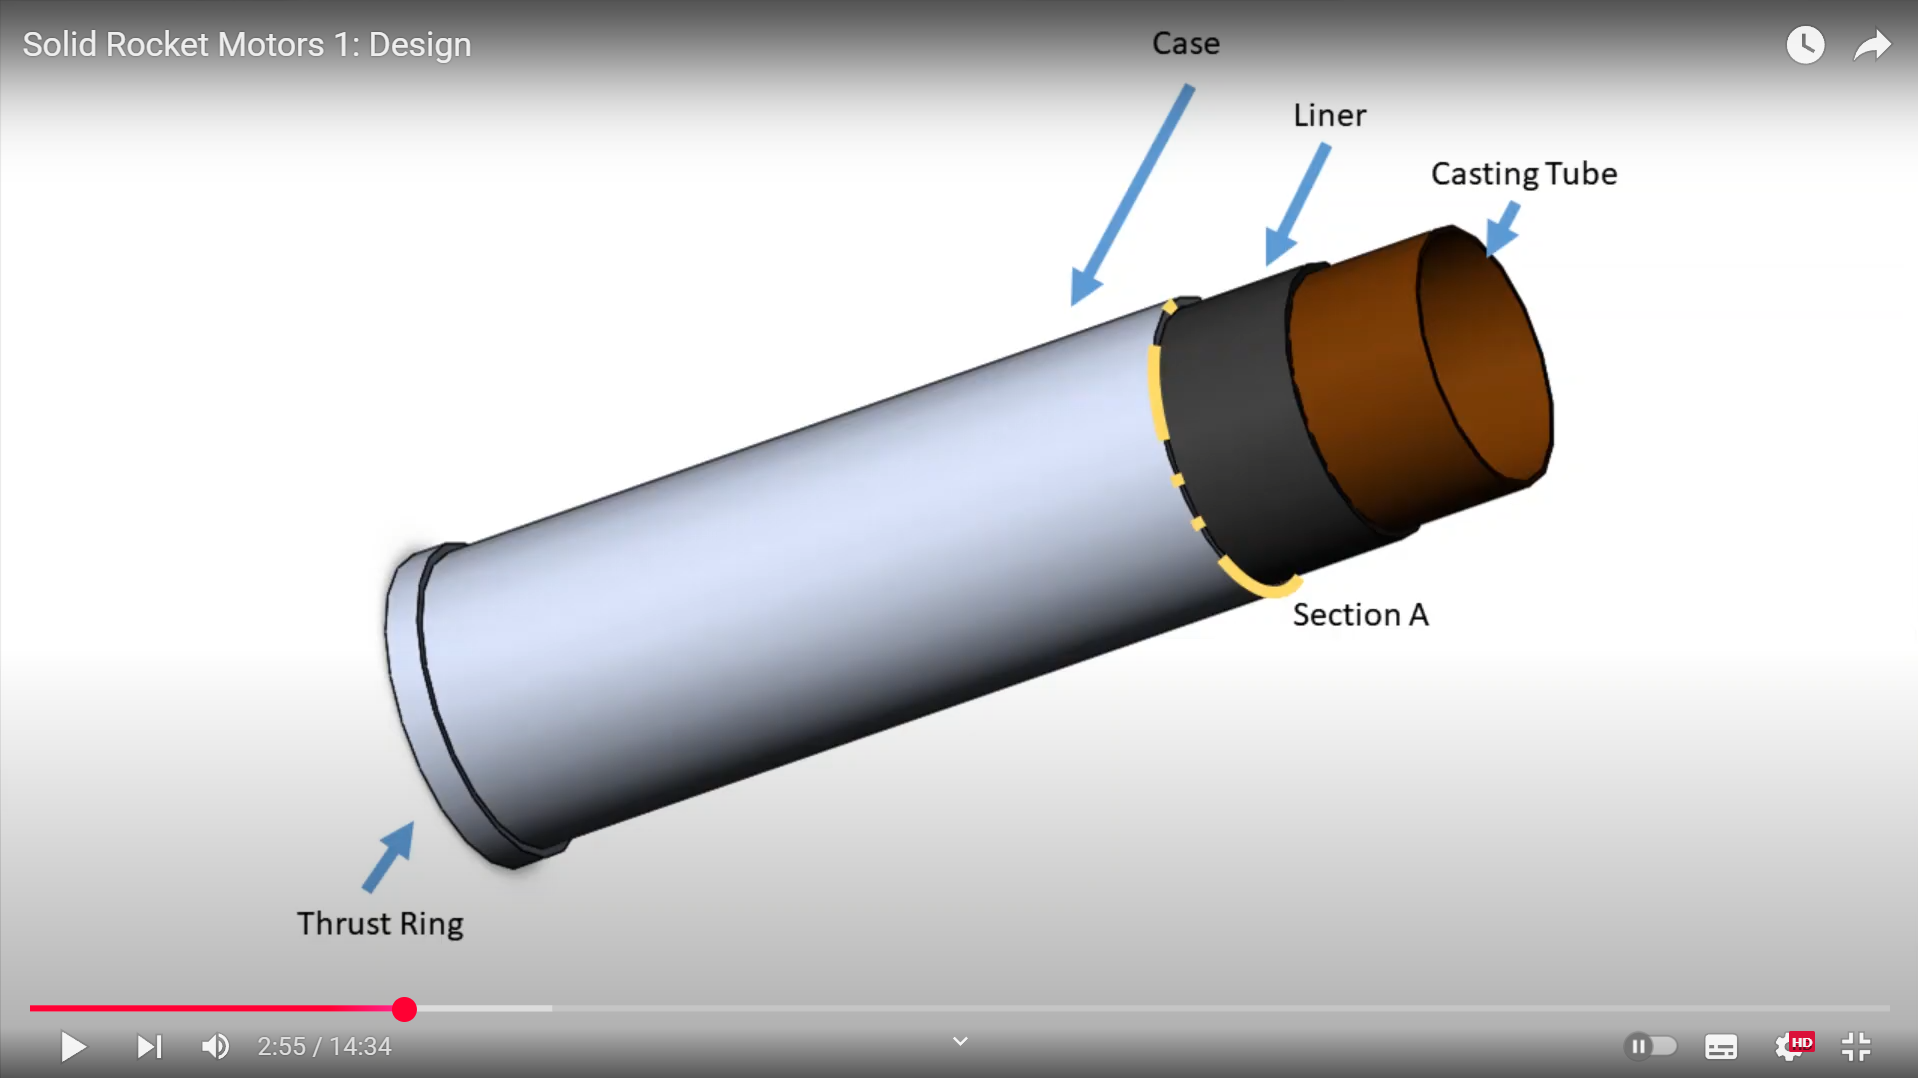 Solid Rocket Motors 1: Design
Case
Liner
Casting Tube
Section A
Thrust Ring
2:55 / 14:34
HD